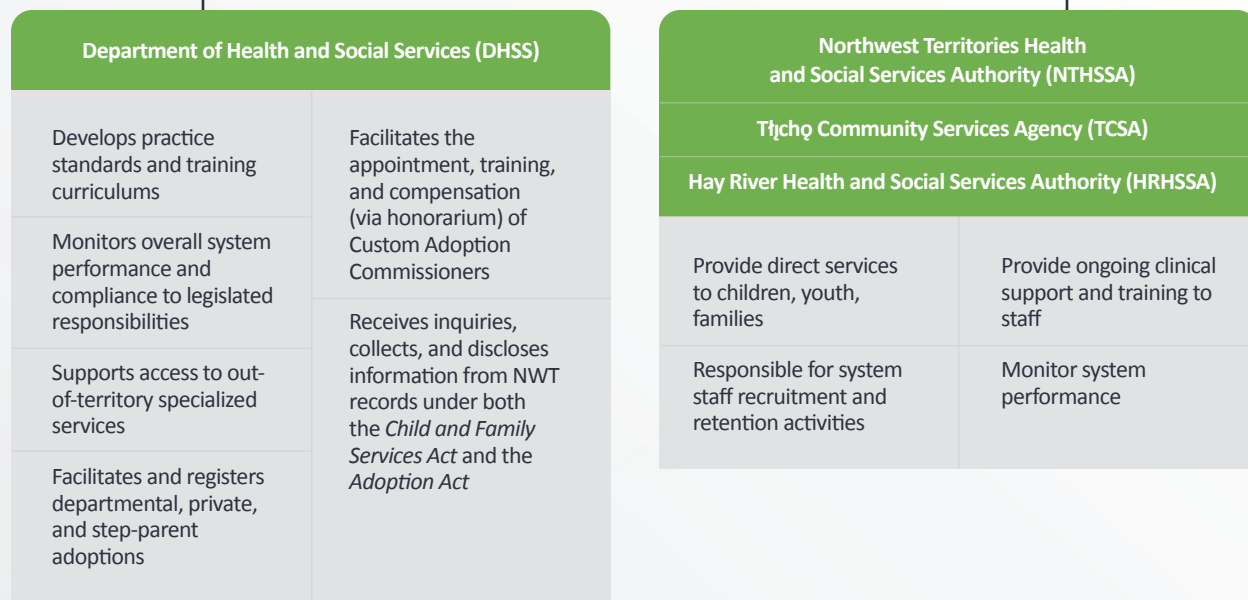 Department of Health and Social Services (DHSS)
Develops practice
standards and training
curriculums
Monitors overall system
performance and
compliance to legislated
responsibilities
Supports access to out-
of-territory specialized
services
Facilitates and registers
departmental, private,
and step-parent
adoptions
Facilitates the
appointment, training,
and compensation
(via honorarium) of
Custom Adoption
Commissioners
Receives inquiries,
collects, and discloses
information from NWT
records under both
the Child and Family
Services Act and the
Adoption Act
Northwest Territories Health
and Social Services Authority (NTHSSA)
Tłı̨chǫ Community Services Agency (TCSA)
Hay River Health and Social Services Authority (HRHSSA)
Provide direct services
to children, youth,
families
Responsible for system
staff recruitment and
retention activities
Provide ongoing clinical
support and training to
staff
Monitor system
performance